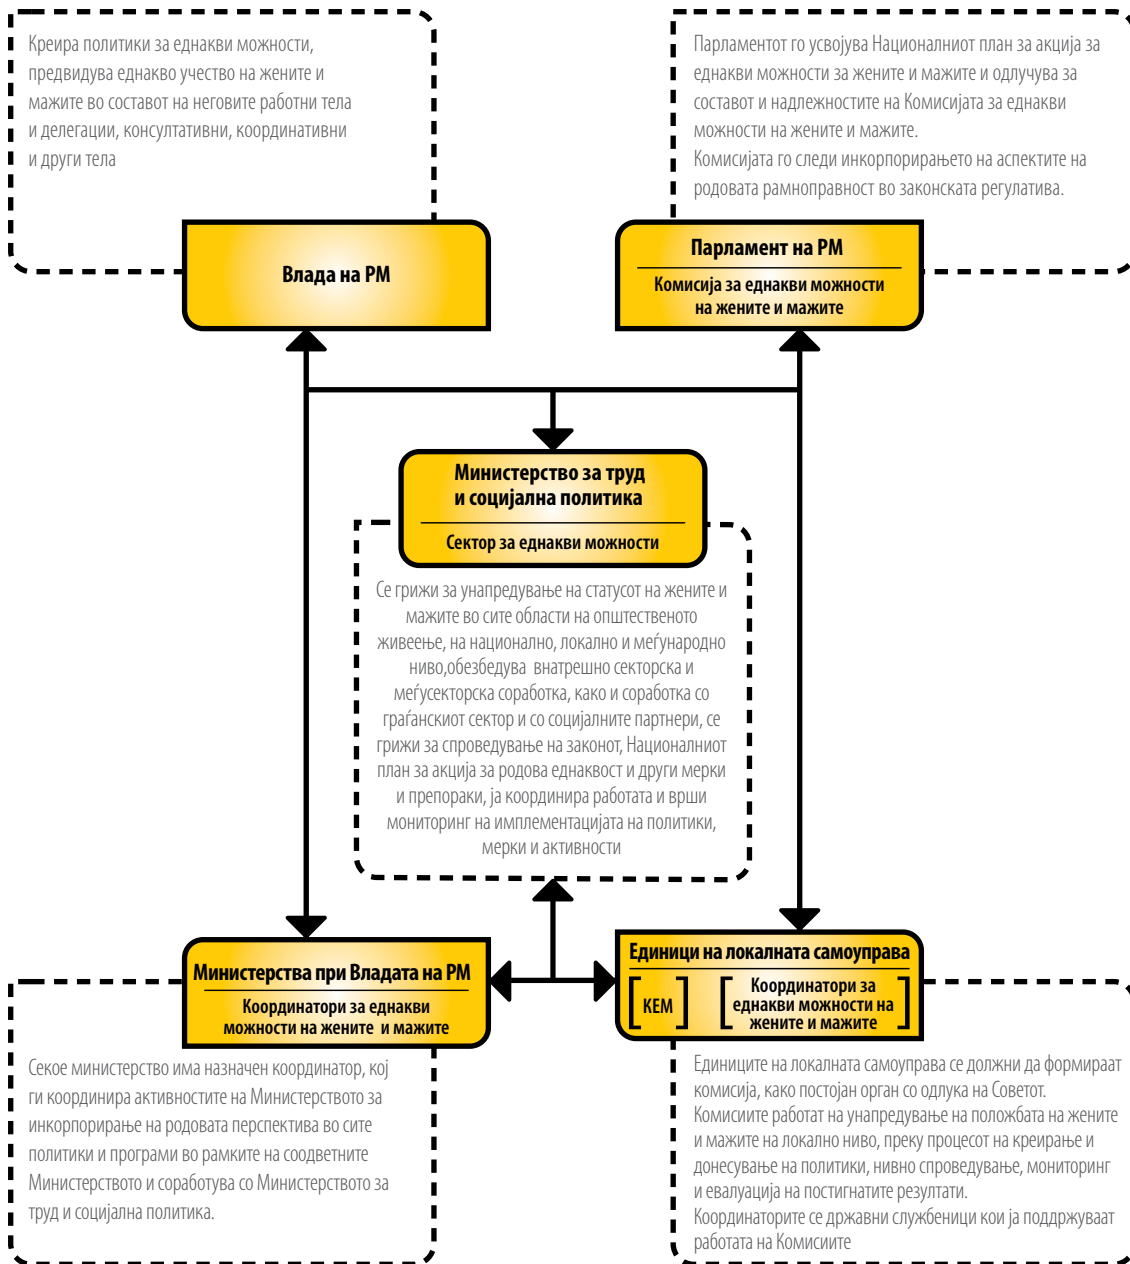 Креира политики за еднакви можности,
предвидува еднакво учество на жените и
мажите во составот на неговите работни тела
и делегации, консултативни, координативни
и други тела
Парламентот го усвојува Националниот план за акција за
еднакви можности за жените и мажите и одлучува за
составот и надлежностите на Комисијата за еднакви
можности на жените и мажите.
Комисијата го следи инкорпорирањето на аспектите на
родовата рамноправност во законската регулатива.
Влада на РМ
Парламент на РМ
Комисија за еднакви можности
на жените и мажите
Министерство за труд
и социјална политика
Сектор за еднакви можности
Се грижи за унапредување на статусот на жените и
мажите во сите области на општественото
живеење, на национално, локално и меѓународно
ниво,обезбедува  внатрешно секторска и
меѓусекторска соработка, како и соработка со
граѓанскиот сектор и со социјалните партнери, се
грижи за спроведување на законот, Националниот
план за акција за родова еднаквост и други мерки
и препораки, ја координира работата и врши
мониторинг на имплементацијата на политики,
мерки и активности
Министерства при Владата на РМ
Координатори за еднакви
можности на жените  и мажите
Единици на локалната самоуправа
[ КЕМ ]
[ Координатори за
еднакви можности на
жените и мажите ]
Секое министерство има назначен координатор, кој
ги координира активностите на Министерството за
инкорпорирање на родовата перспектива во сите
политики и програми во рамките на соодветните
Министерството и соработува со Министерството за
труд и социјална политика.
Единиците на локалната самоуправа се должни да формираат
комисија, како постојан орган со одлука на Советот.
Комисиите работат на унапредување на положбата на жените
и мажите на локално ниво, преку процесот на креирање и
донесување на политики, нивно спроведување, мониторинг
и евалуација на постигнатите резултати.
Координаторите се државни службеници кои ја поддржуваат
работата на Комисиите